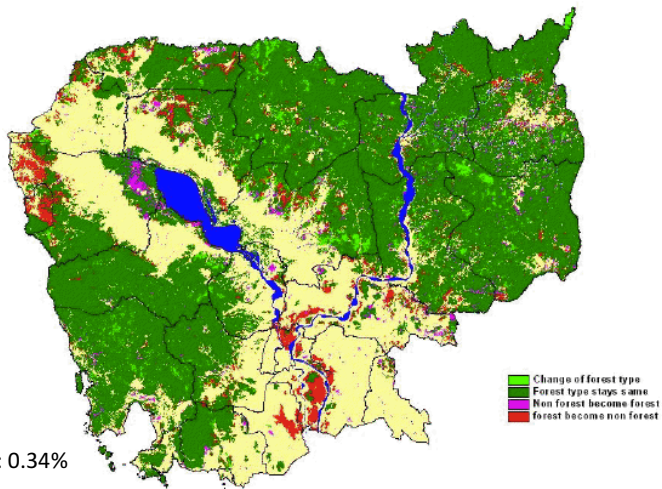 Change of forest type
Forest type stays same
Non forest become forest
forest become non forest
: 0.34%